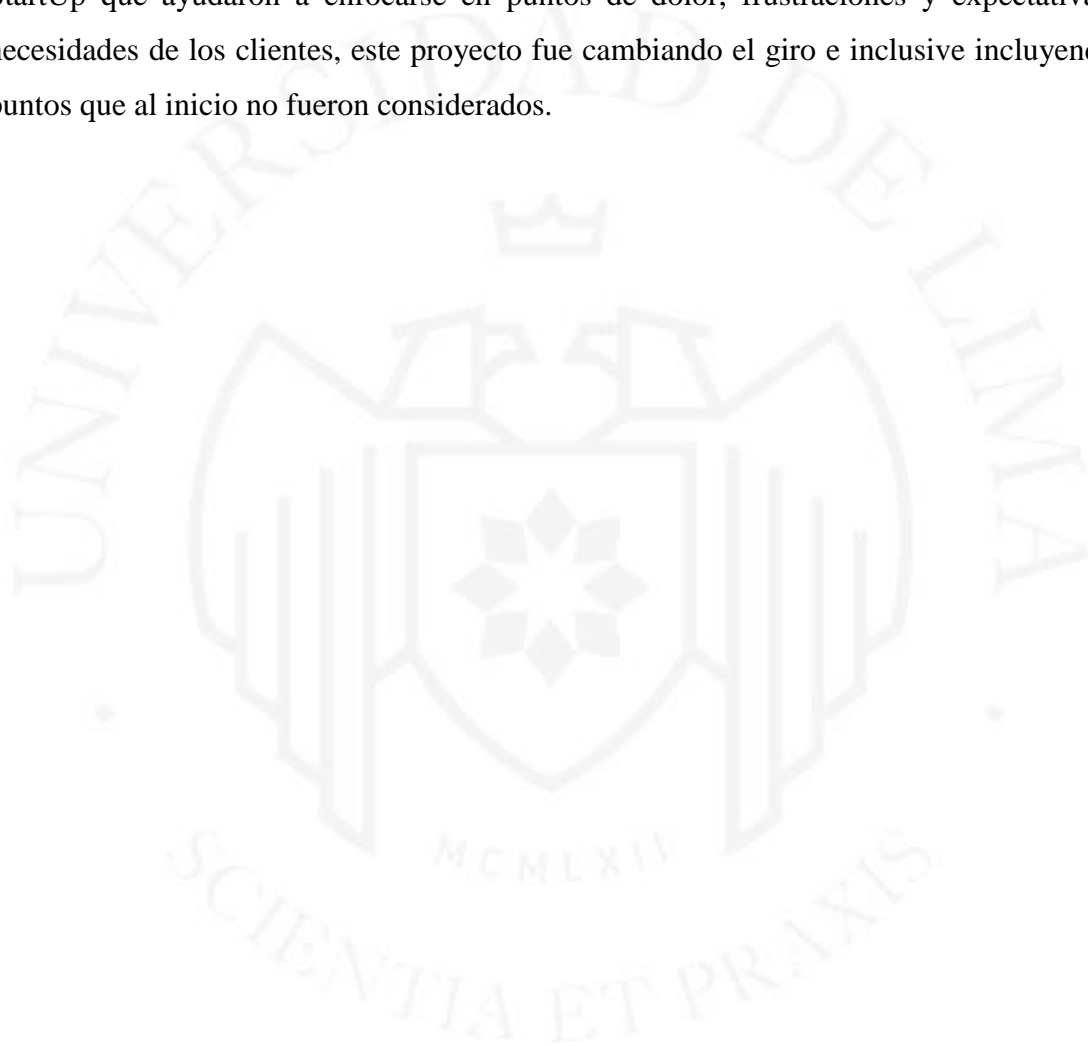 StartUp que ayudaron a enfocarse en puntos de dolor, frustraciones y
necesidades de los clientes, este proyecto fue cambiando el giro e inclusive
puntos que al inicio no fueron considerados.
UNIVERSIDAD DE LIMA
MCMLXII
SCIENTIA ET PRAXIS